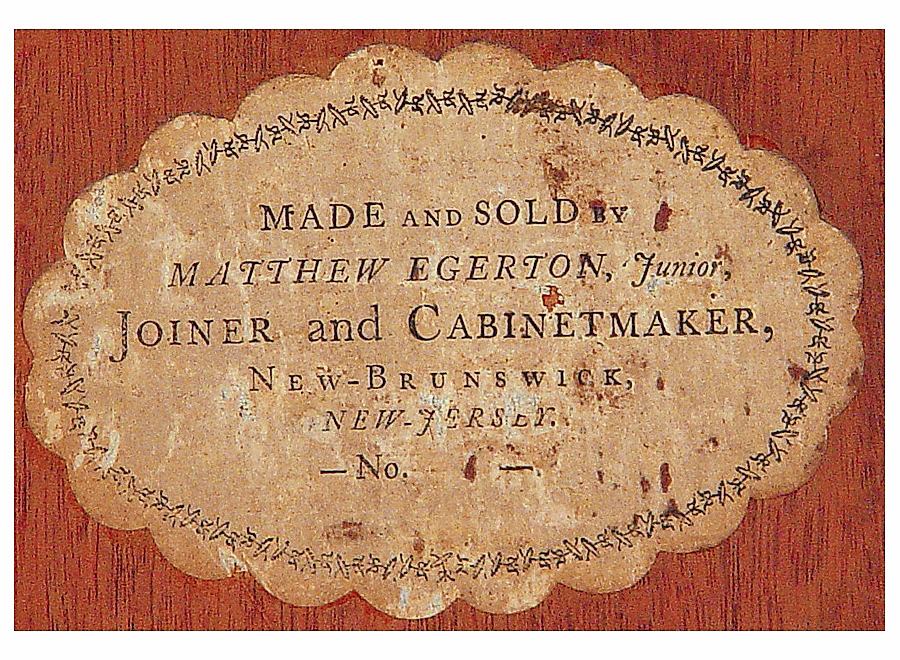 MADE AND SOLD BY
MATTHEW EGERTON, Junior,
JOINER and CABINETMAKER,
NEW-BRUNSWICK,
NEW-JERSEY.
— No. —